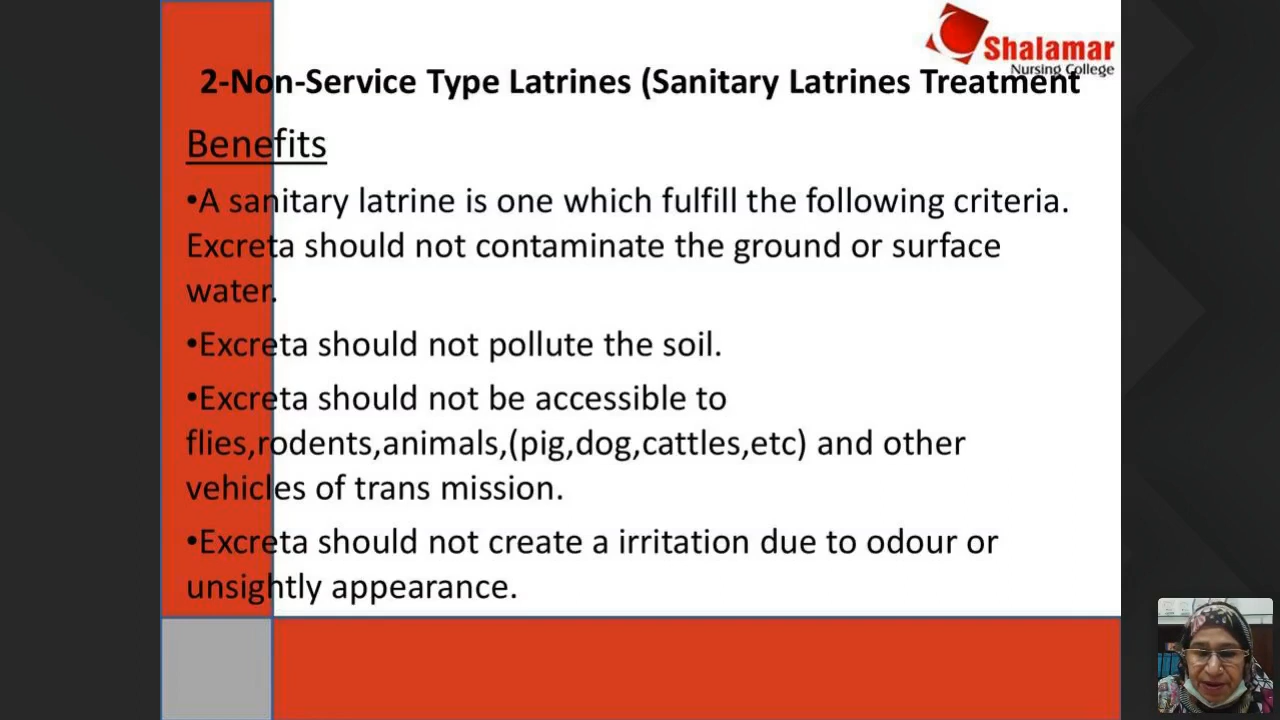 Shalamar
Nursing College
2-Non-Service Type Latrines (Sanitary Latrines Treatment
Benefits
•A sanitary latrine is one which fulfill the following criteria.
Excreta should not contaminate the ground or surface
water.
•Excreta should not pollute the soil.
•Excreta should not be accessible to
flies,rodents,animals,(pig,dog,cattles,etc) and other
vehicles of trans mission.
•Excreta should not create a irritation due to odour or
unsightly appearance.